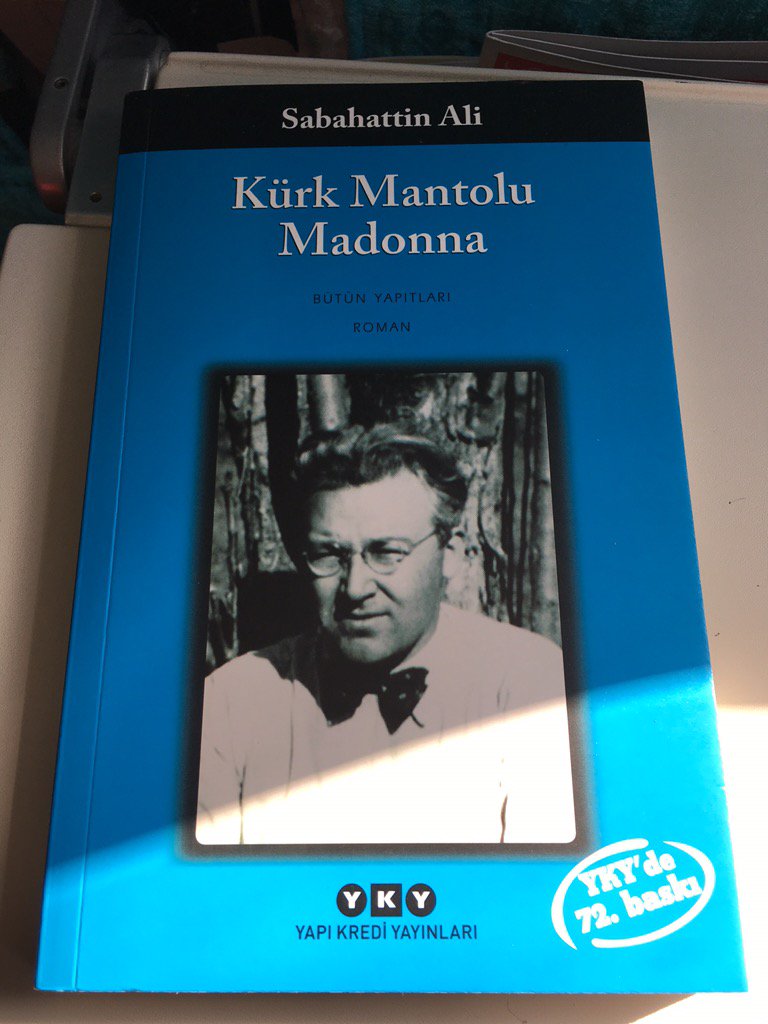 Sabahattin Ali
Kürk Mantolu
Madonna
BÜTÜN YAPITLARI
ROMAN
YKY
YAPI KREDİ YAYINLARI
YKY'de
72. baskı